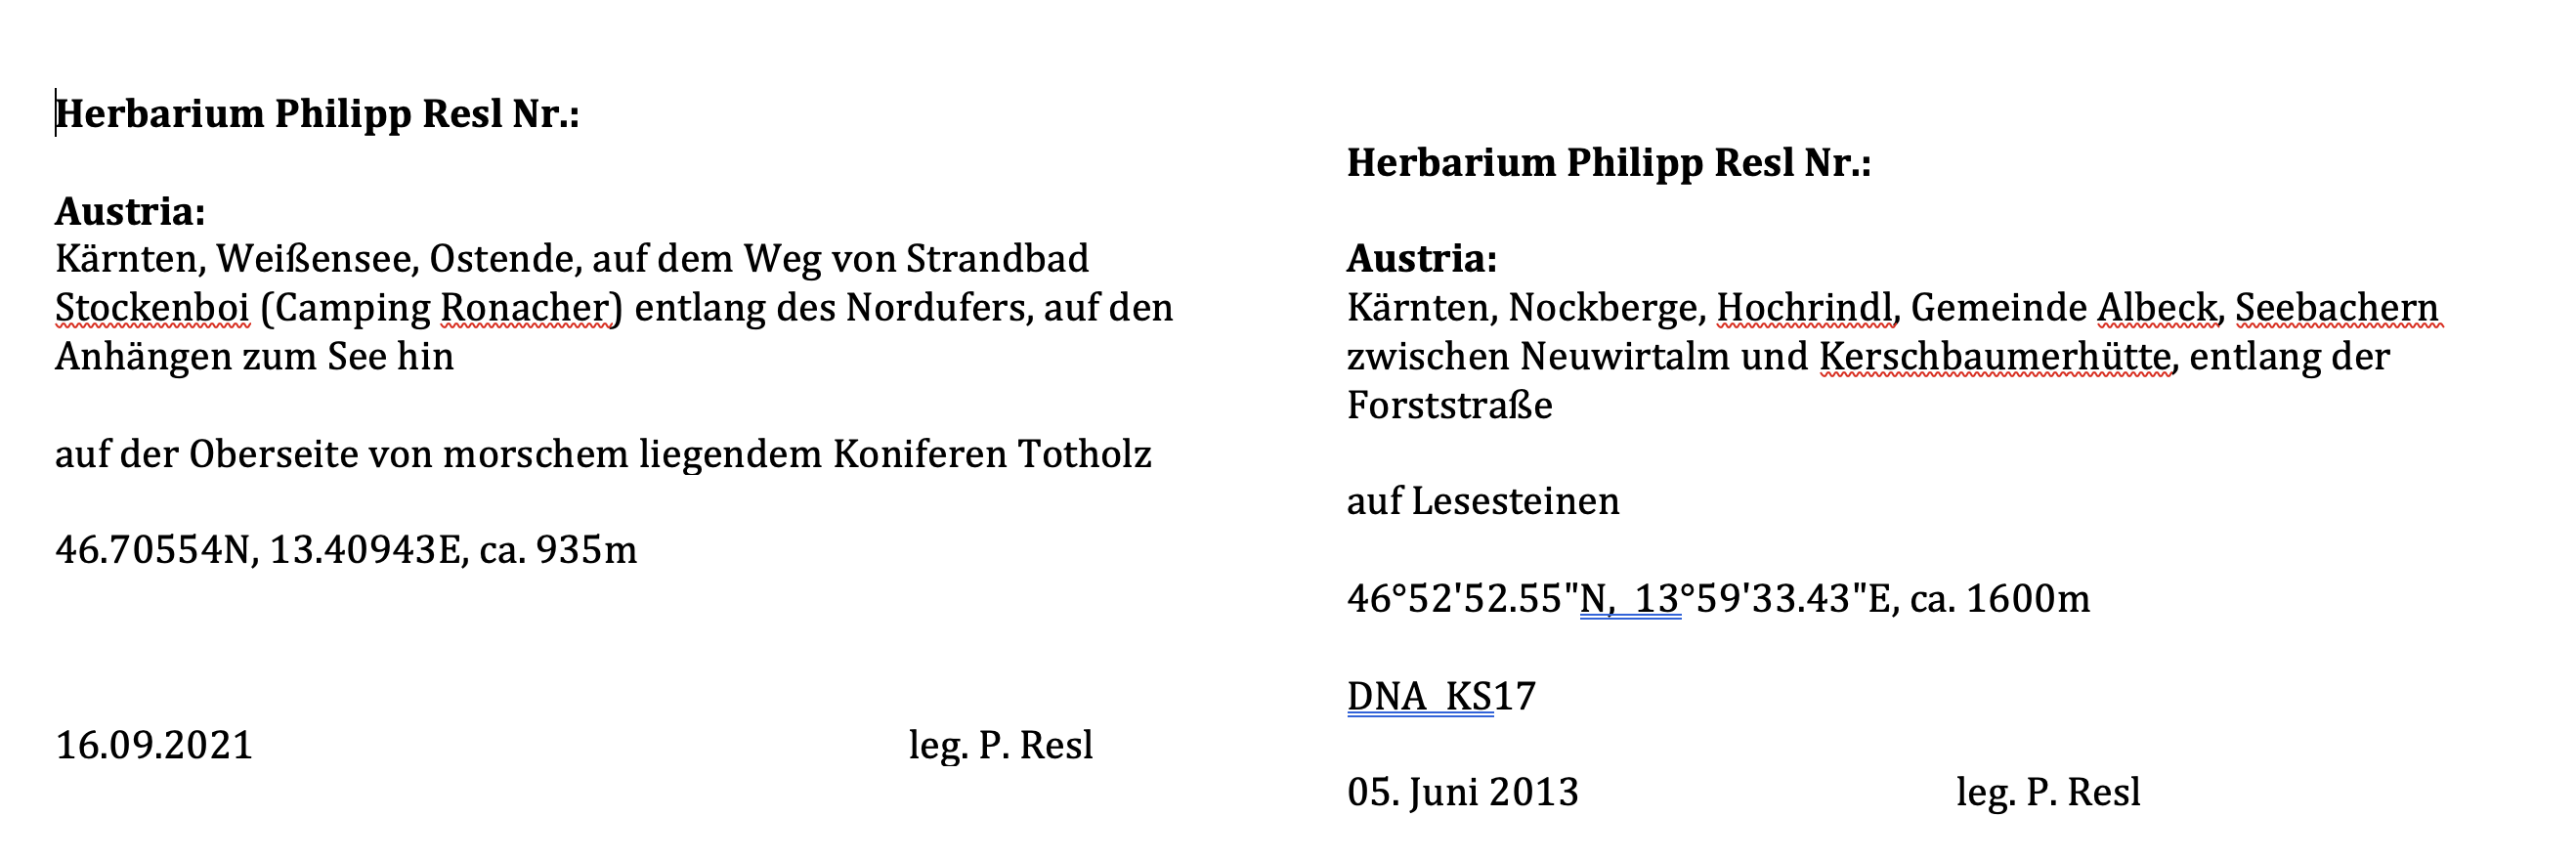 Herbarium Philipp Resl Nr.:
Austria:
Kärnten, Weißensee, Ostende, auf dem Weg von Strandbad
Stockenboi (Camping Ronacher) entlang des Nordufers, auf den
Anhängen zum See hin
auf der Oberseite von morschem liegendem Koniferen Totholz
46.70554N, 13.40943E, ca. 935m
16.09.2021 leg. P. Resl
Herbarium Philipp Resl Nr.:
Austria:
Kärnten, Nockberge, Hochrindl, Gemeinde Albeck, Seebachern
zwischen Neuwirtalm und Kerschbaumerhütte, entlang der
Forststraße
auf Lesesteinen
46°52'52.55"N,  13°59'33.43"E, ca. 1600m
DNA  KS17
05. Juni 2013 leg. P. Resl